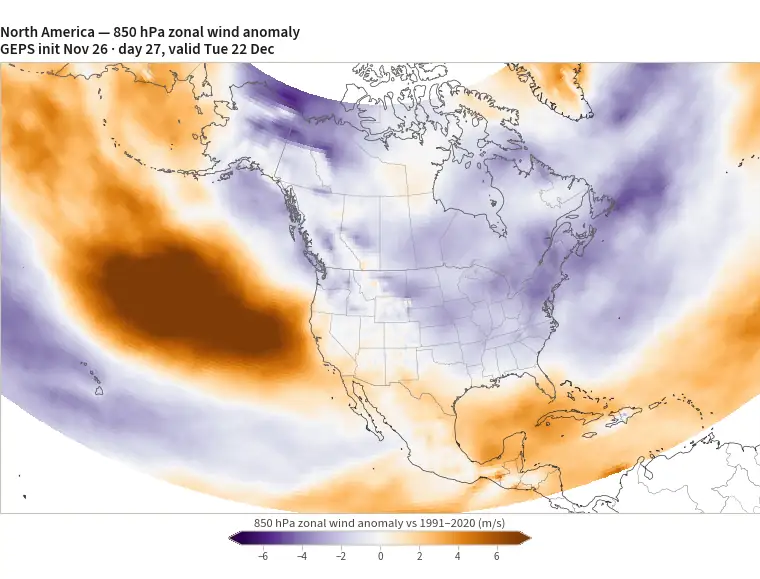 North America — 850 hPa zonal wind anomaly
GEPS init Nov 26 · day 27, valid Tue 22 Dec
850 hPa zonal wind anomaly vs 1991–2020 (m/s)
−6 −4 −2 0 2 4 6